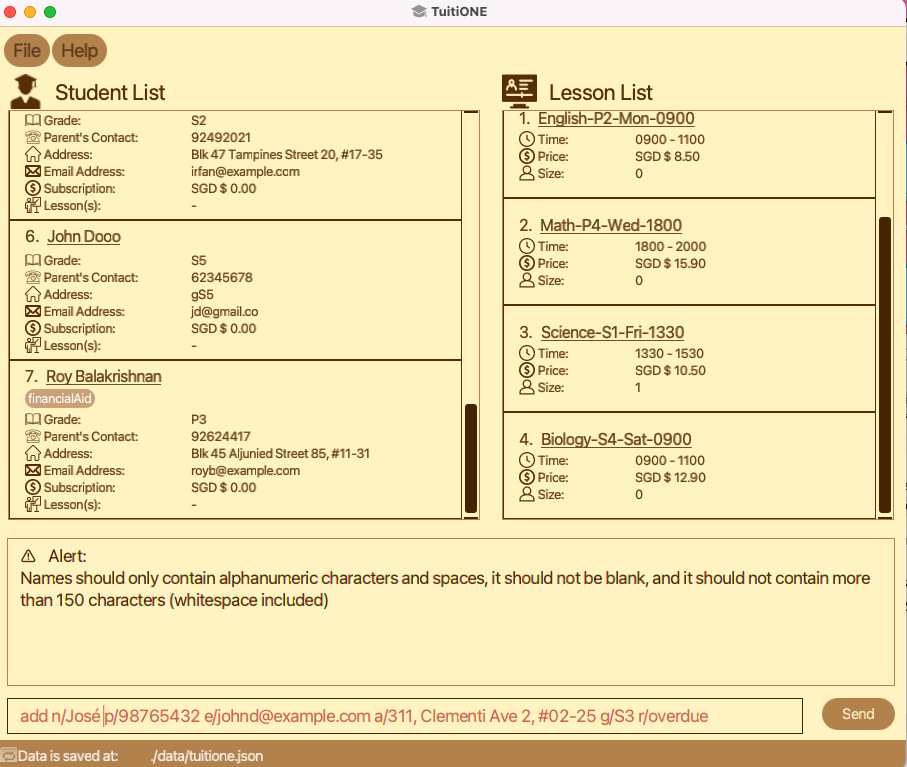 TuitiONE
File Help
Student List
Grade: S2
Parent's Contact: 92492021
Address: Blk 47 Tampines Street 20, #17-35
Email Address: irfan@example.com
Subscription: SGD $ 0.00
Lesson(s): -
6. John Dooo
Grade: S5
Parent's Contact: 62345678
Address: gS5
Email Address: jd@gmail.co
Subscription: SGD $ 0.00
Lesson(s): -
7. Roy Balakrishnan
financialAid
Grade: P3
Parent's Contact: 92624417
Address: Blk 45 Aljunied Street 85, #11-31
Email Address: royb@example.com
Subscription: SGD $ 0.00
Lesson(s): -
Lesson List
1. English-P2-Mon-0900
Time: 0900 - 1100
Price: SGD $ 8.50
Size: 0
2. Math-P4-Wed-1800
Time: 1800 - 2000
Price: SGD $ 15.90
Size: 0
3. Science-S1-Fri-1330
Time: 1330 - 1530
Price: SGD $ 10.50
Size: 1
4. Biology-S4-Sat-0900
Time: 0900 - 1100
Price: SGD $ 12.90
Size: 0
Alert:
Names should only contain alphanumeric characters and spaces, it should not be blank, and it should not contain more
than 150 characters (whitespace included)
add n/José p/98765432 e/johnd@example.com a/311, Clementi Ave 2, #02-25 g/S3 r/overdue
Send
Data is saved at: ./data/tuitione.json